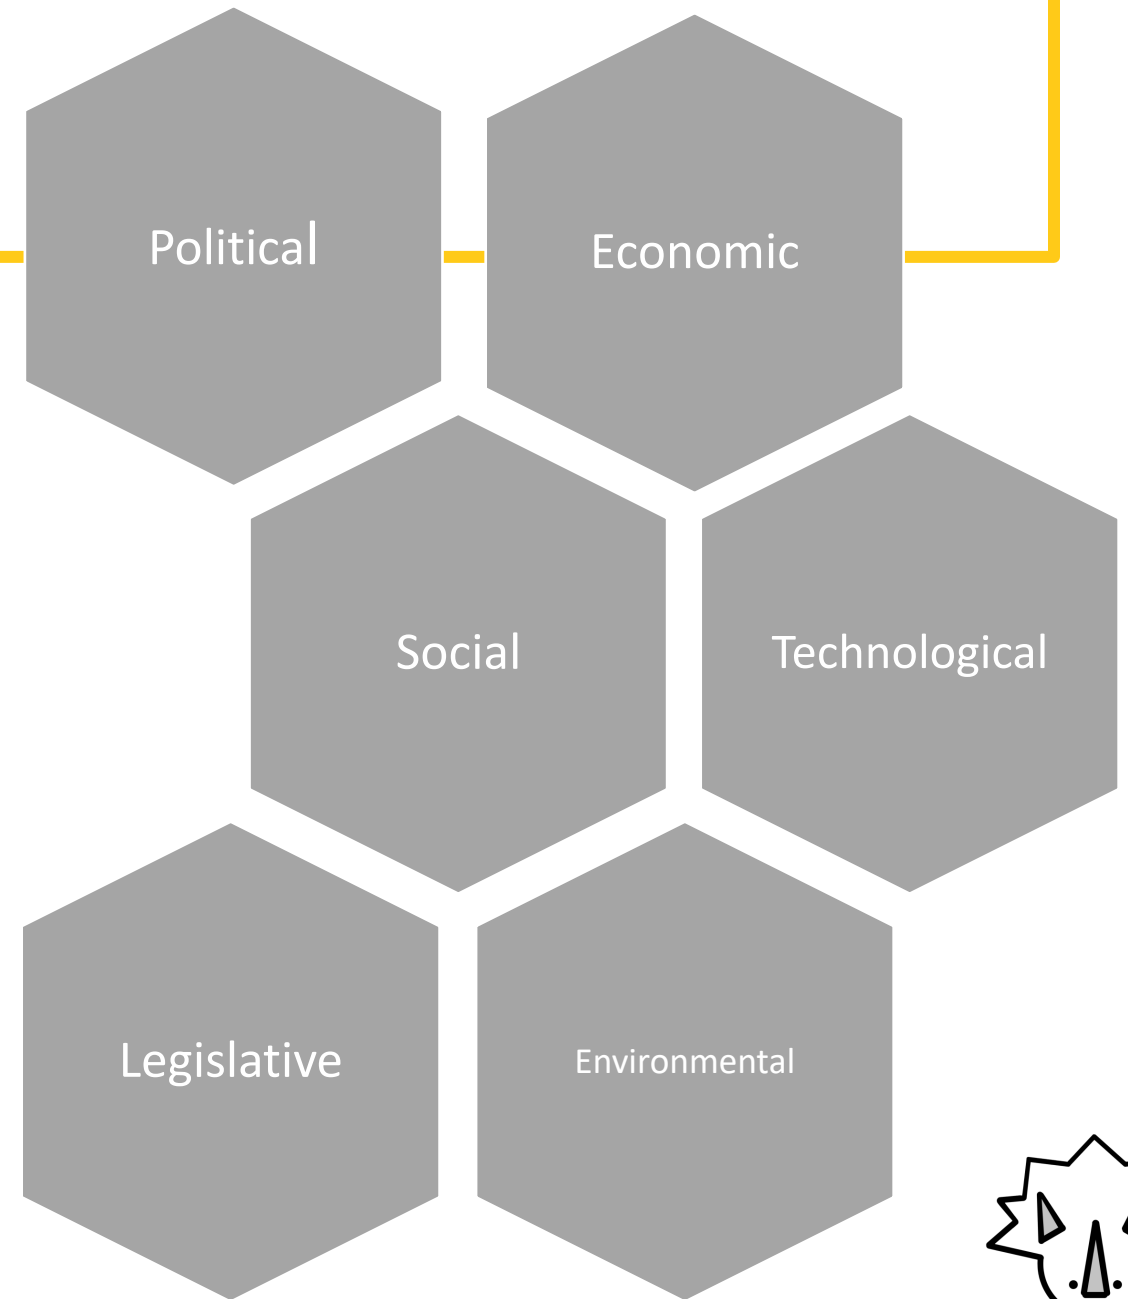 Political
Economic
Social
Technological
Legislative
Environmental